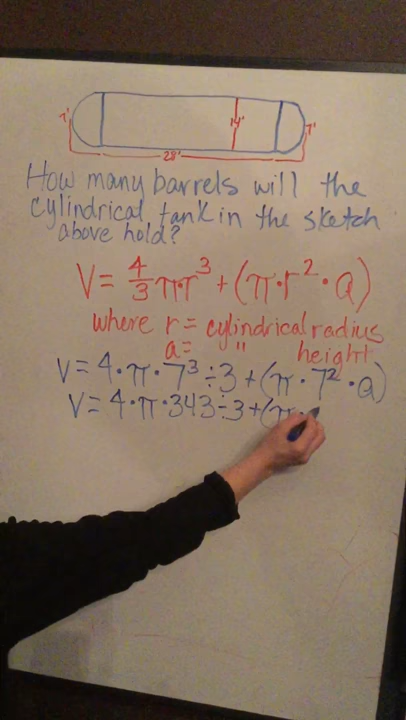 7' 14' 7'
28'
How many barrels will the
cylindrical tank in the sketch
above hold?
V = 4/3 π·r³ + (π·r²·a)
where r = cylindrical radius
a = " height
V = 4·π·7³ ÷ 3 + (π·7²·a)
V = 4·π·343 ÷ 3 + (π·